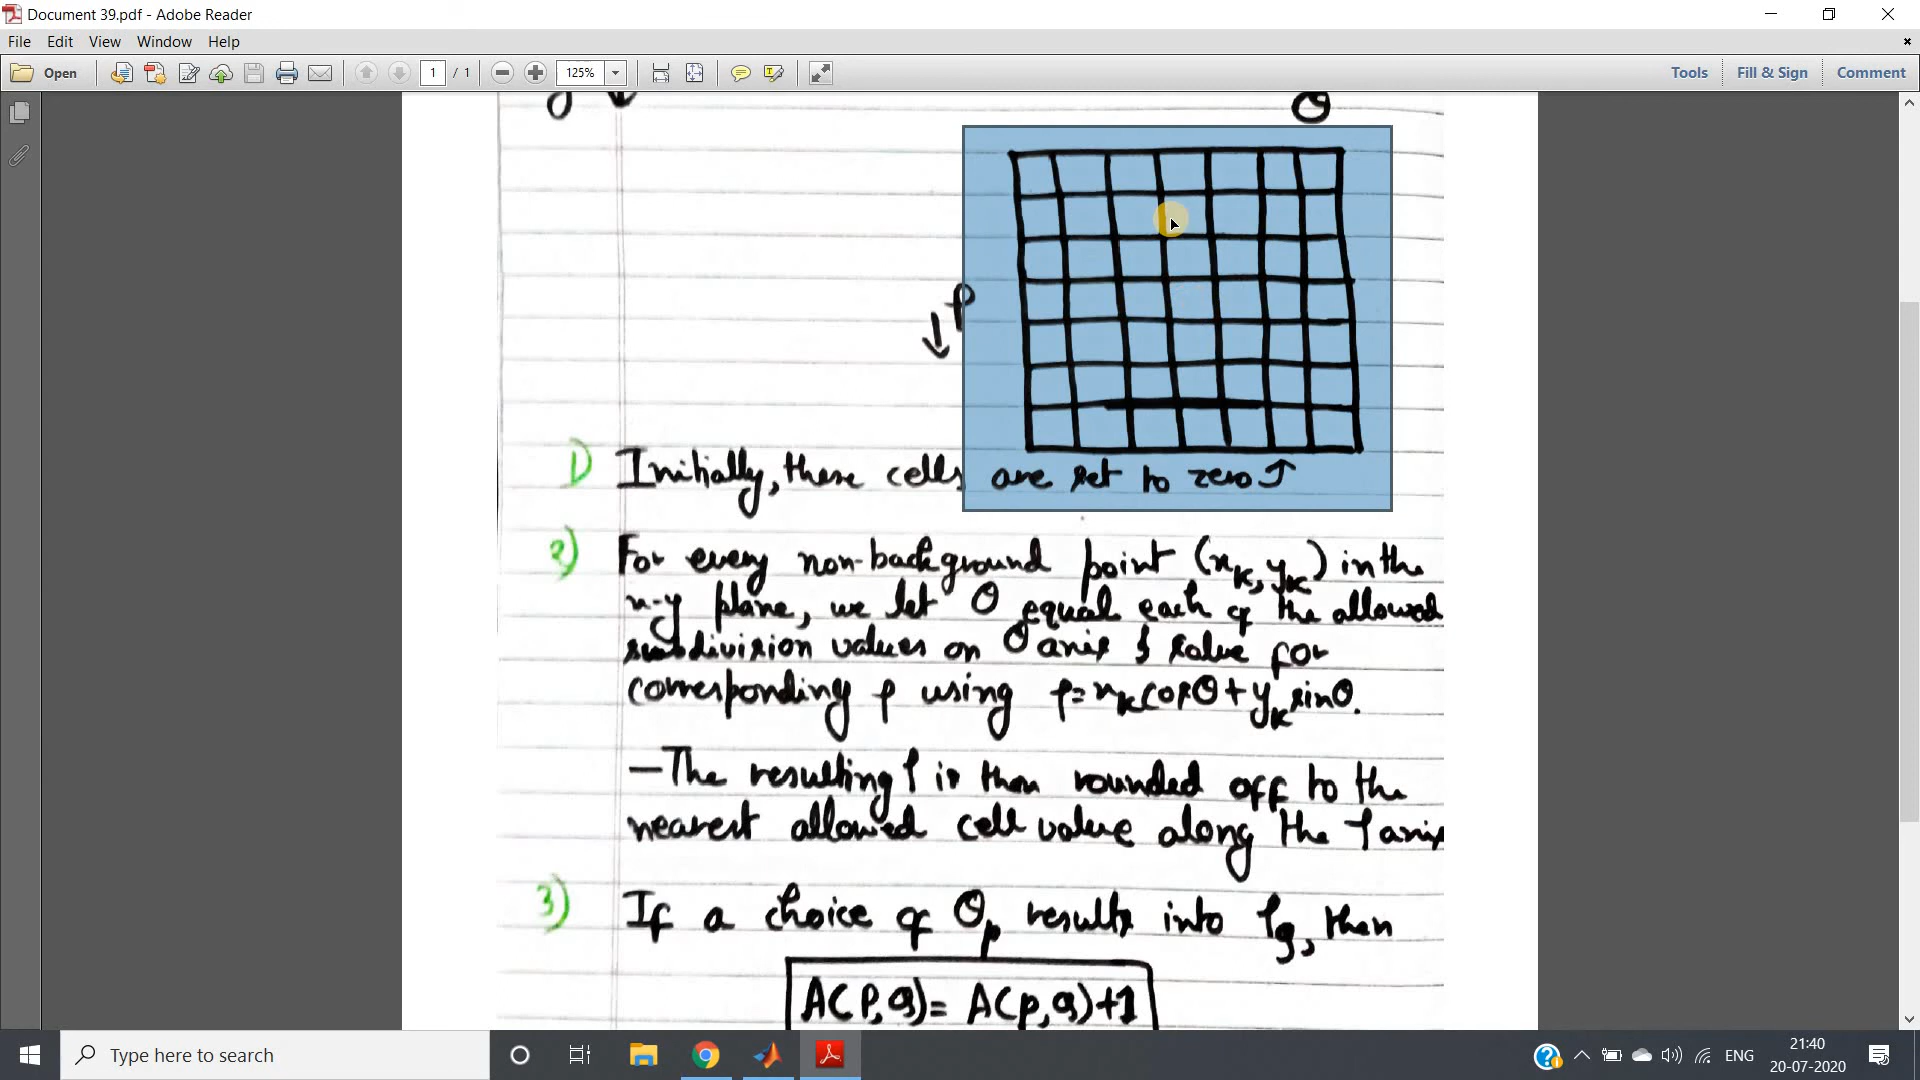 Document 39.pdf - Adobe Reader
File Edit View Window Help
Open 1 / 1 125% Tools Fill & Sign Comment
y θ
ρ
1) Initially, these cells are set to zero
2) For every non-background point (xk, yk) in the
x-y plane, we let θ equal each of the allowed
subdivision values on θ axis & solve for
corresponding ρ using ρ=xkcosθ+yksinθ.
— The resulting ρ is then rounded off to the
nearest allowed cell value along the ρ axis
3) If a choice of θp results into ρq, then
A(P,q)= A(p,q)+1
Type here to search
ENG
21:40
20-07-2020